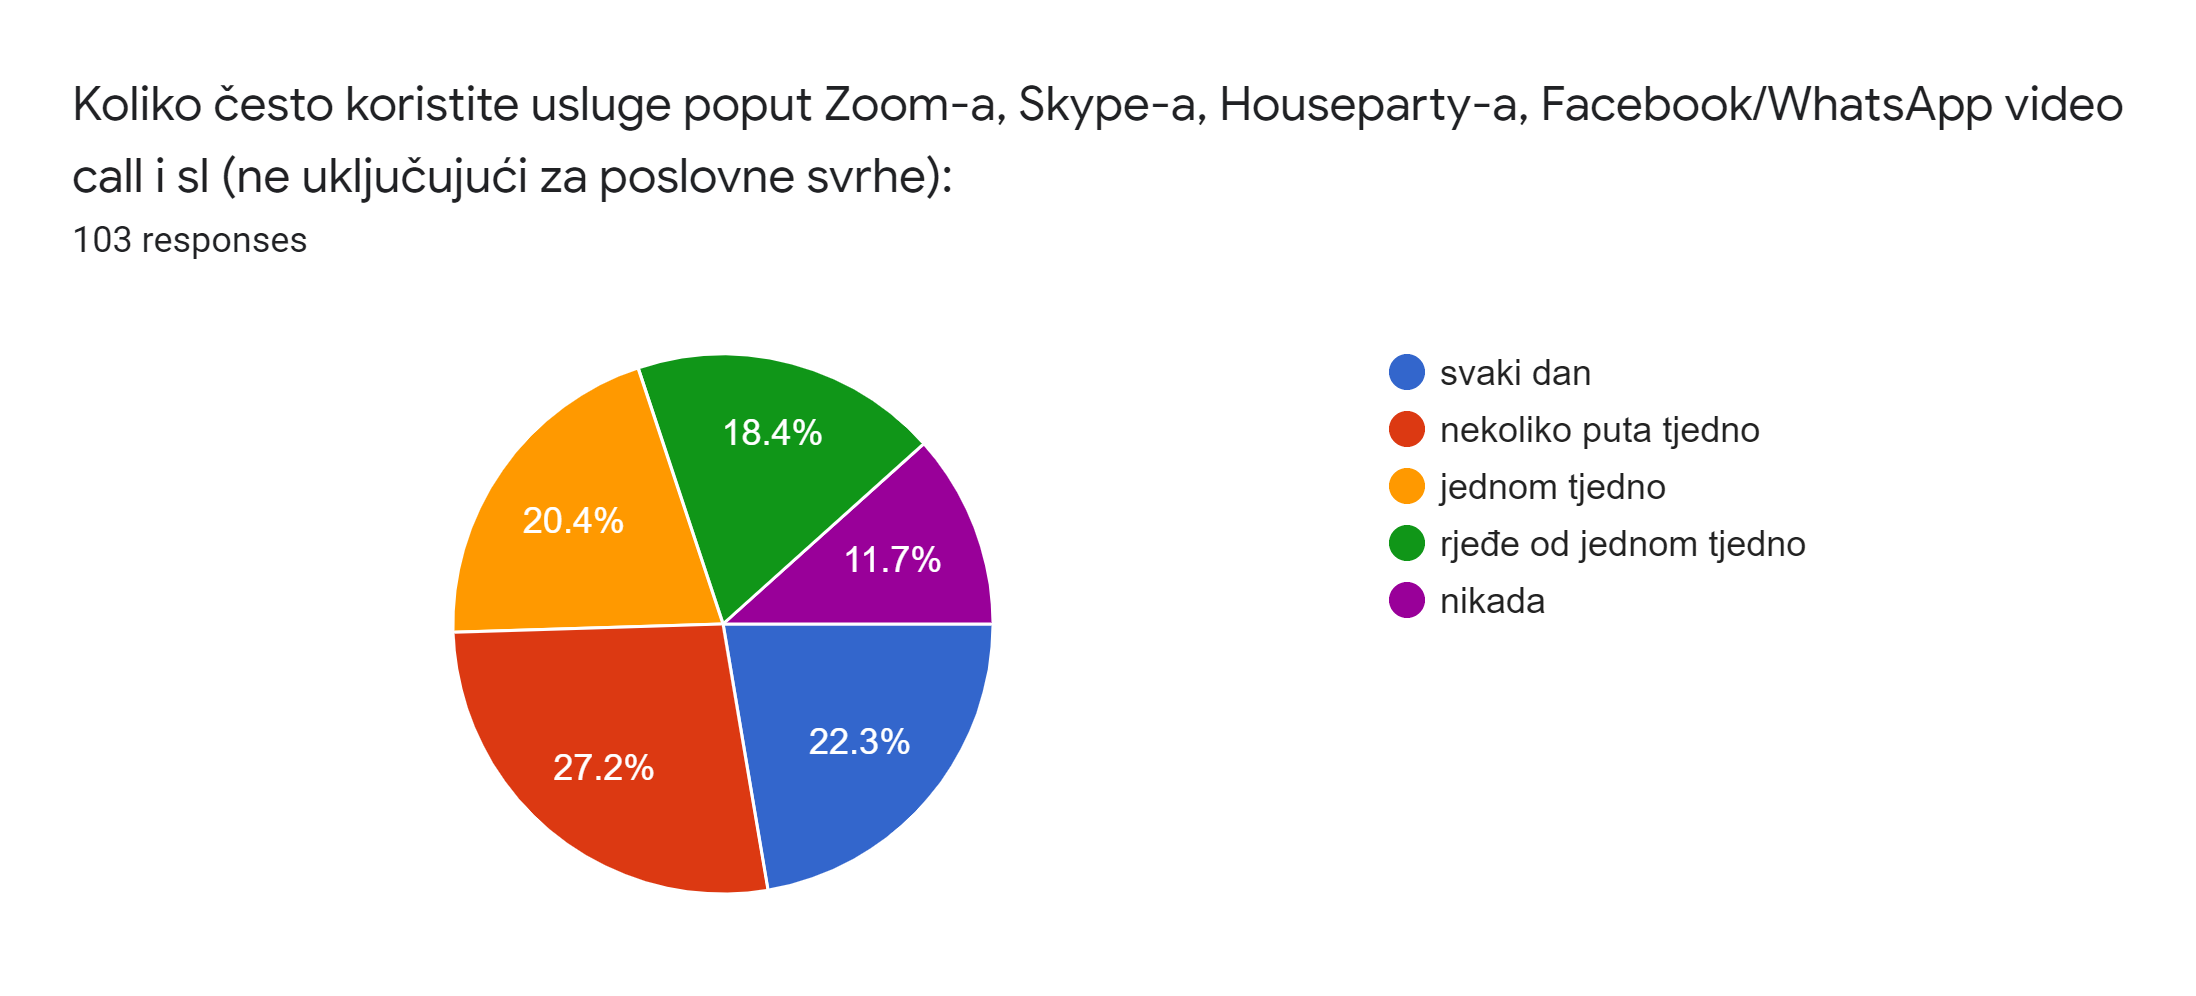 Koliko često koristite usluge poput Zoom-a, Skype-a, Houseparty-a, Facebook/WhatsApp video
call i sl (ne uključujući za poslovne svrhe):
103 responses
svaki dan
nekoliko puta tjedno
jednom tjedno
rjeđe od jednom tjedno
nikada
18.4%
20.4%
11.7%
22.3%
27.2%